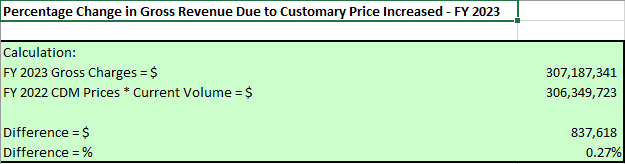 Percentage Change in Gross Revenue Due to Customary Price Increased - FY 2023
Calculation:
FY 2023 Gross Charges = $ 307,187,341
FY 2022 CDM Prices * Current Volume = $ 306,349,723
Difference = $ 837,618
Difference = % 0.27%